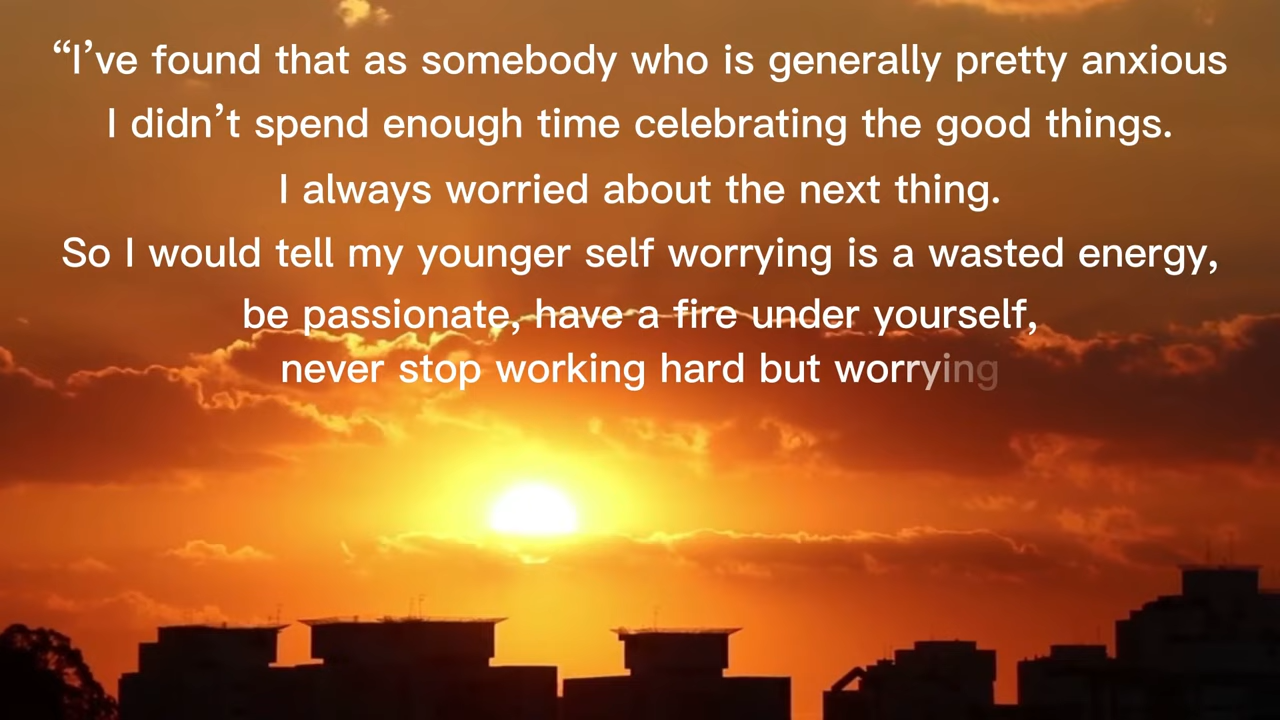 “I’ve found that as somebody who is generally pretty anxious
I didn’t spend enough time celebrating the good things.
I always worried about the next thing.
So I would tell my younger self worrying is a wasted energy,
be passionate, have a fire under yourself,
never stop working hard but worrying